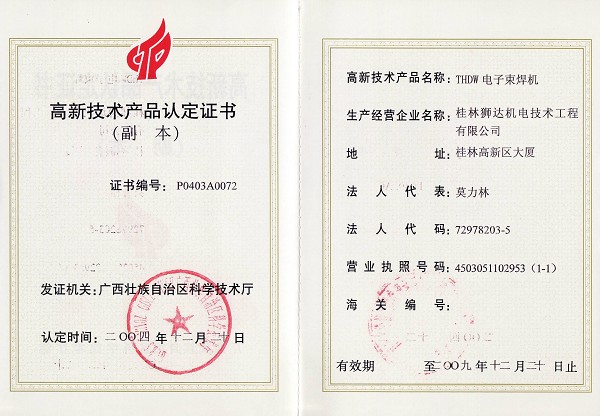 高新技术产品认定证书
(副 本)
证书编号: P0403A0072
发证机关:广西壮族自治区科学技术厅
认定时间: 二〇〇四 年 十二 月 二十 日
高新技术产品名称: THDW 电子束焊机
生产经营企业名称: 桂林狮达机电技术工程
有限公司
地 址: 桂林高新区大厦
法 人 代 表: 莫力林
法 人 代 码: 72978203-5
营 业 执 照 号 码: 4503051102953 (1-1)
海 关 编 号:
有效期 至二〇〇九 年 十二 月 二十 日止